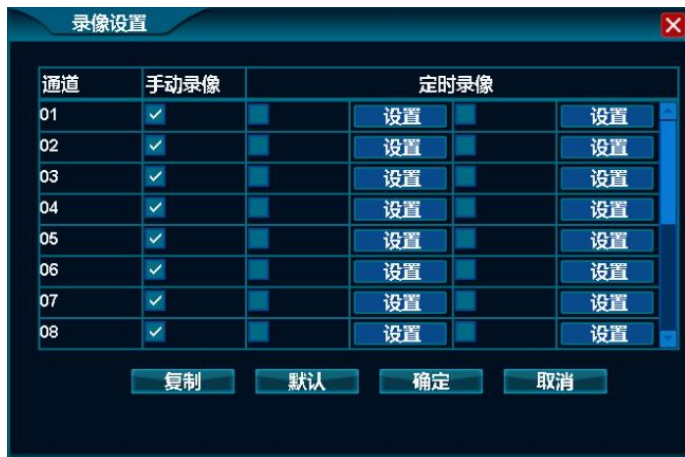 录像设置
通道 手动录像 定时录像
01 设置 设置
02 设置 设置
03 设置 设置
04 设置 设置
05 设置 设置
06 设置 设置
07 设置 设置
08 设置 设置
复制 默认 确定 取消